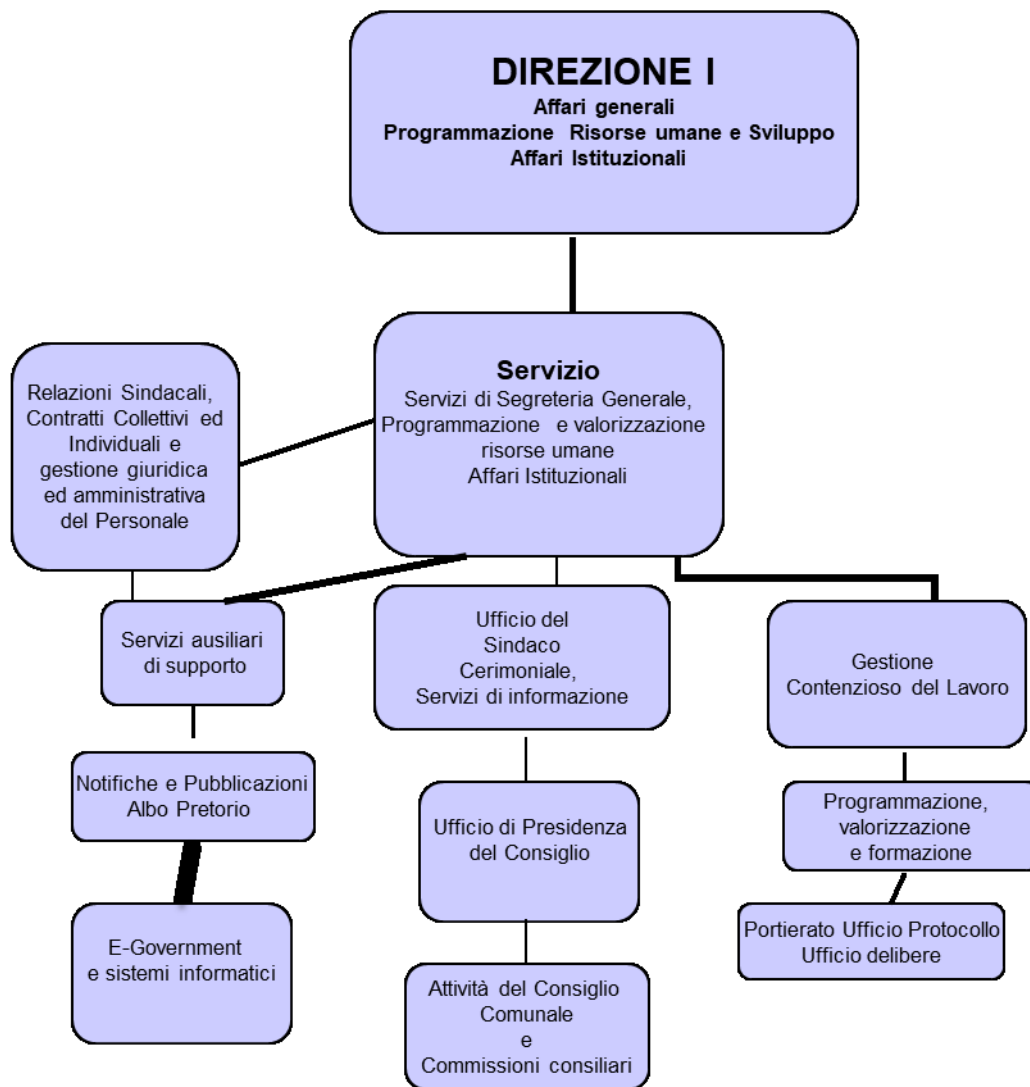 DIREZIONE I
Affari generali
Programmazione Risorse umane e Sviluppo
Affari Istituzionali
Servizio
Servizi di Segreteria Generale,
Programmazione e valorizzazione
risorse umane
Affari Istituzionali
Relazioni Sindacali,
Contratti Collettivi ed
Individuali e
gestione giuridica
ed amministrativa
del Personale
Servizi ausiliari
di supporto
Ufficio del
Sindaco
Cerimoniale,
Servizi di informazione
Gestione
Contenzioso del Lavoro
Notifiche e Pubblicazioni
Albo Pretorio
Ufficio di Presidenza
del Consiglio
Programmazione,
valorizzazione
e formazione
E-Government
e sistemi informatici
Portierato Ufficio Protocollo
Ufficio delibere
Attività del Consiglio
Comunale
e
Commissioni consiliari